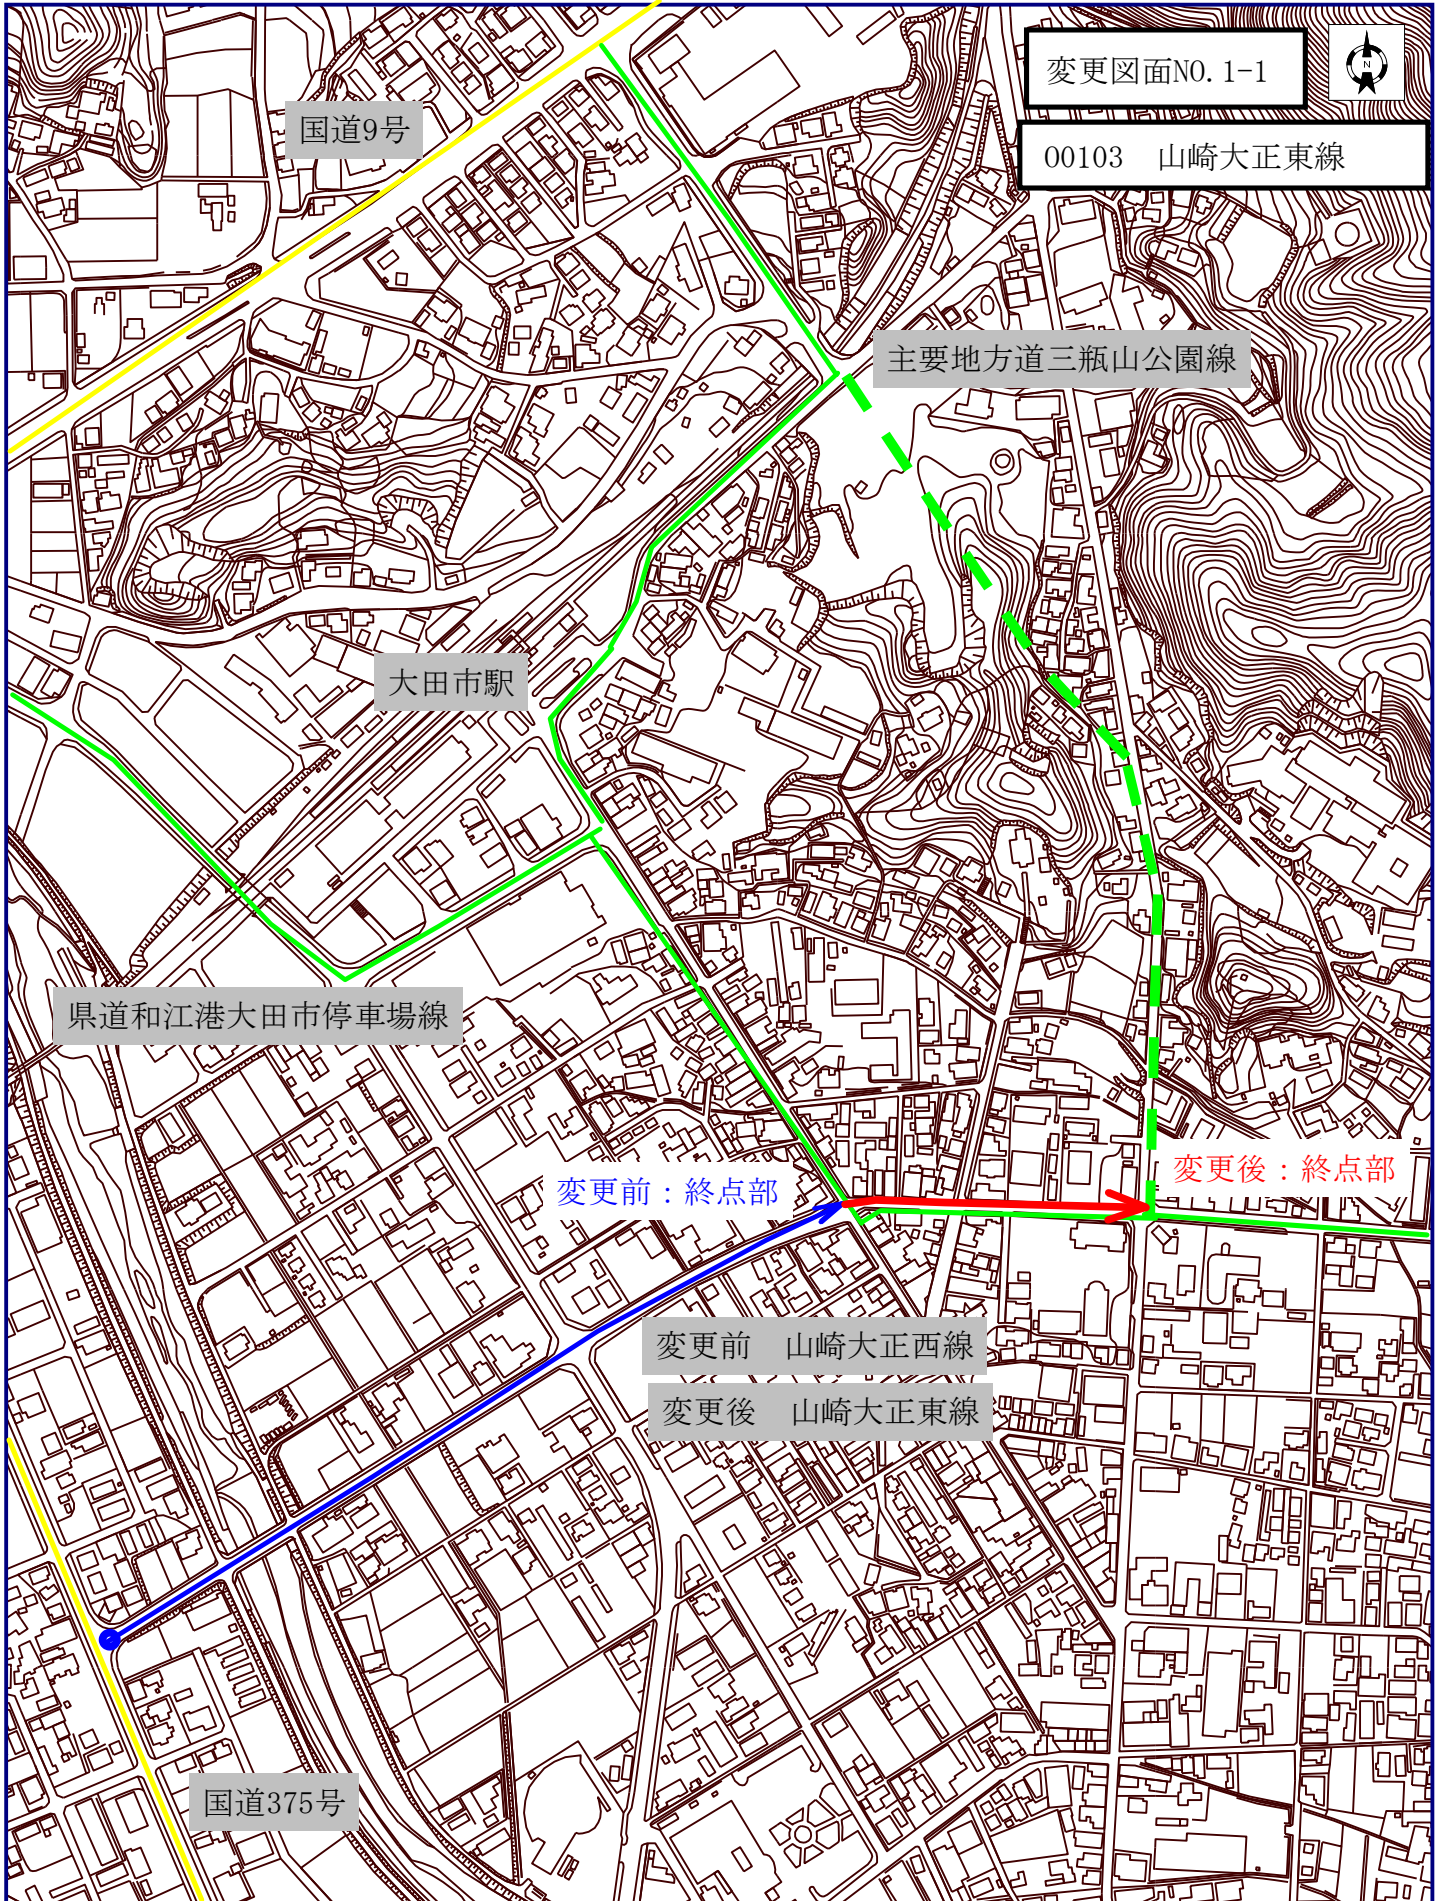 変更図面NO.1-1
N
00103　山崎大正東線
国道9号
主要地方道三瓶山公園線
大田市駅
県道和江港大田市停車場線
変更前：終点部
変更後：終点部
変更前　山崎大正西線
変更後　山崎大正東線
国道375号